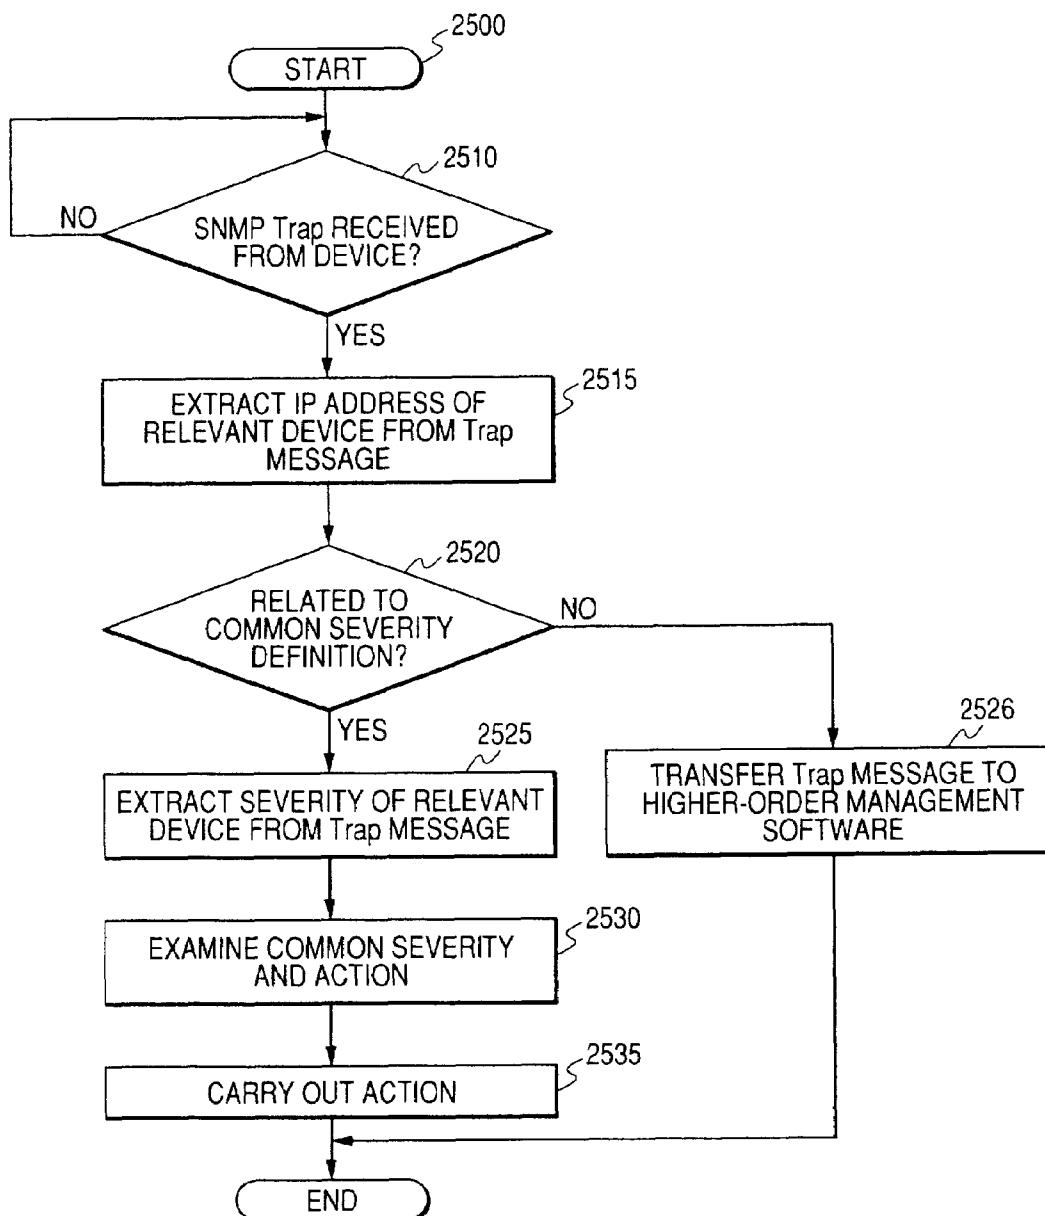 2500
START
2510
NO
SNMP Trap RECEIVED
FROM DEVICE?
YES
2515
EXTRACT IP ADDRESS OF
RELEVANT DEVICE FROM Trap
MESSAGE
2520
RELATED TO
COMMON SEVERITY
DEFINITION?
NO
YES
2525
EXTRACT SEVERITY OF RELEVANT
DEVICE FROM Trap MESSAGE
2526
TRANSFER Trap MESSAGE TO
HIGHER-ORDER MANAGEMENT
SOFTWARE
2530
EXAMINE COMMON SEVERITY
AND ACTION
2535
CARRY OUT ACTION
END